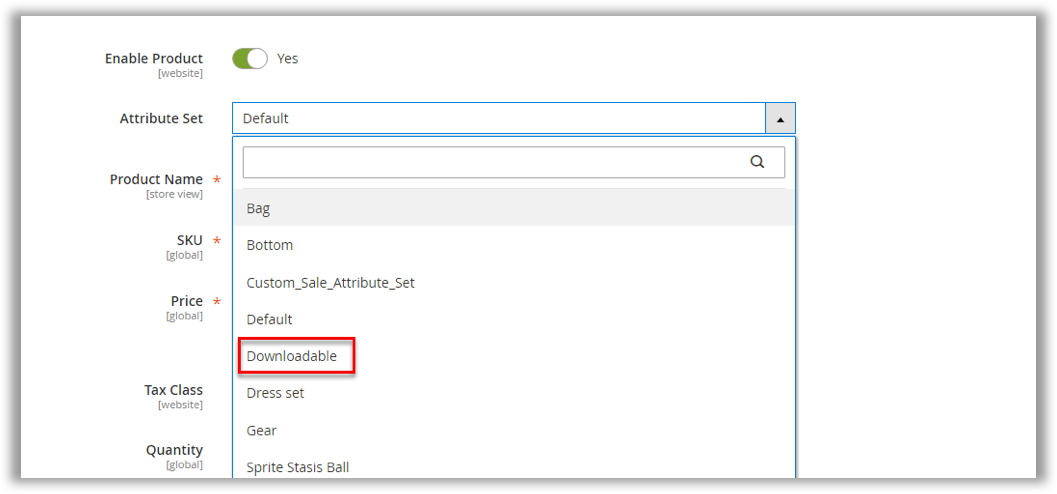 Enable Product
Yes
[website]
Attribute Set
Default
Product Name *
[store view]
Bag
SKU *
[global]
Bottom
Custom_Sale_Attribute_Set
Price *
[global]
Default
Downloadable
Tax Class
[website]
Dress set
Gear
Quantity
[global]
Sprite Stasis Ball